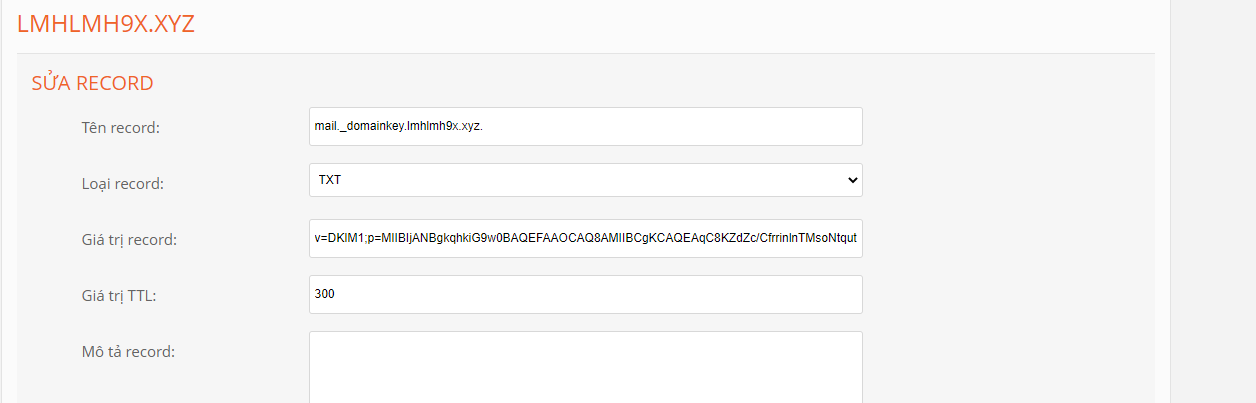 LMHLMH9X.XYZ
SỬA RECORD
Tên record: mail._domainkey.lmhlmh9x.xyz.
Loại record: TXT
Giá trị record: v=DKIM1;p=MIIBIjANBgkqhkiG9w0BAQEFAAOCAQ8AMIIBCgKCAQEAqC8KZdZc/CfrrinlnTMsoNtqut
Giá trị TTL: 300
Mô tả record: